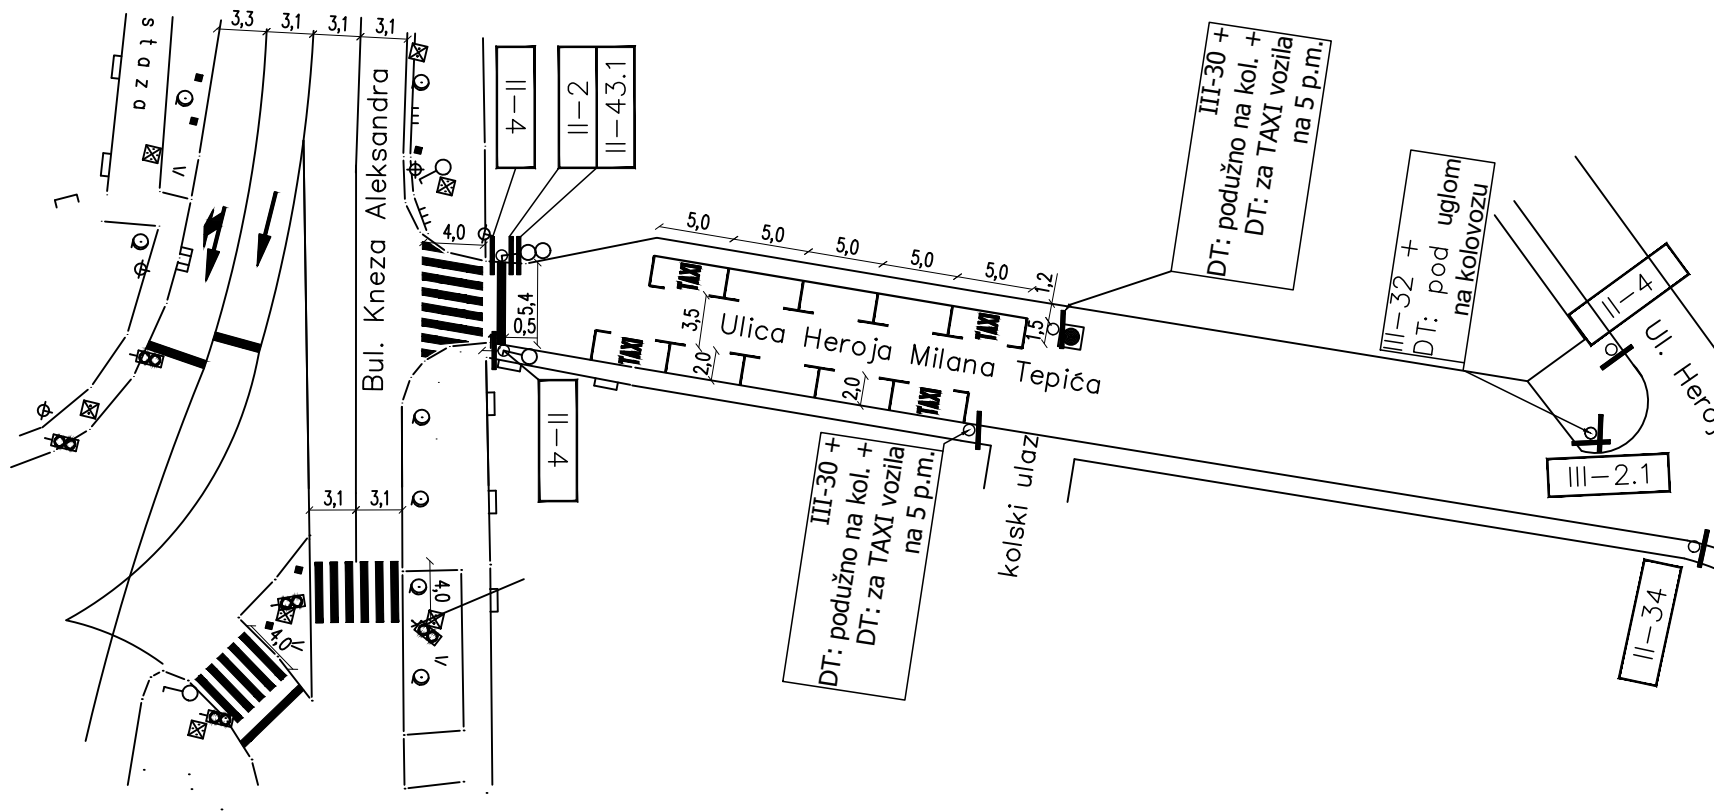 staza
3,3
3,1
3,1
3,1
Bul. Kneza Aleksandra
II-4
II-2
II-43.1
4,0
5,4
0,5
5,0
5,0
5,0
5,0
5,0
1,2
1,5
TAXI
TAXI
3,5
Ulica Heroja Milana Tepića
TAXI
2,0
2,0
TAXI
III-30 +
DT: podužno na kol. +
DT: za TAXI vozila
na 5 p.m.
III-32 +
DT: pod uglom
na kolovozu
II-4
Ul. Heroj
III-2.1
II-4
III-30 +
DT: podužno na kol. +
DT: za TAXI vozila
na 5 p.m.
kolski ulaz
II-34
3,1
3,1
4,0
4,0